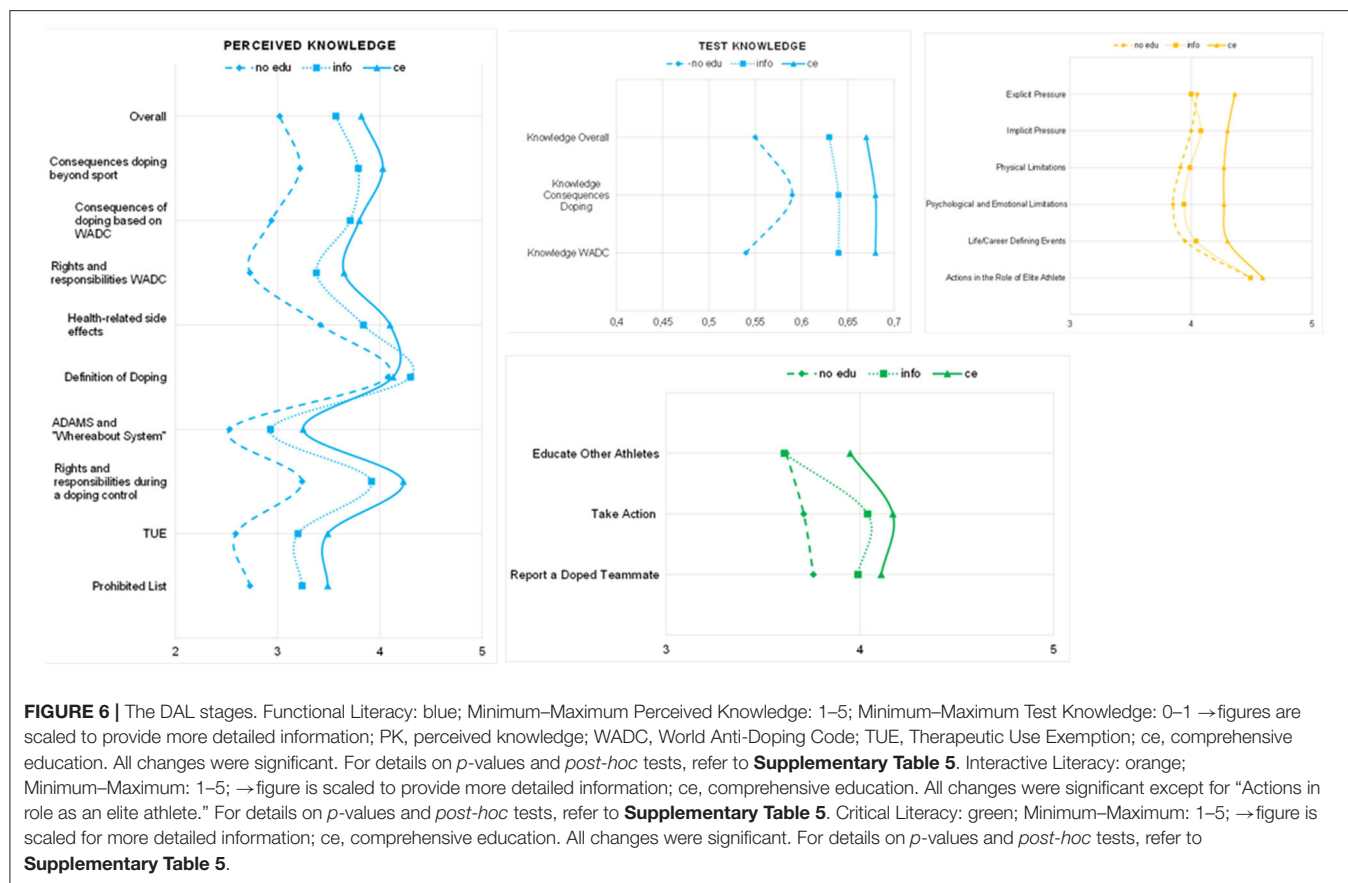 PERCEIVED KNOWLEDGE
no edu info ce
Overall
Consequences doping
beyond sport
Consequences of
doping based on
WADC
Rights and
responsibilities WADC
Health-related side
effects
Definition of Doping
ADAMS and
"Whereabout System"
Rights and
responsibilities during
a doping control
TUE
Prohibited List
2 3 4 5
TEST KNOWLEDGE
no edu info ce
Knowledge Overall
Knowledge
Consequences
Doping
Knowledge WADC
0,4 0,45 0,5 0,55 0,6 0,65 0,7
no edu info ce
Explicit Pressure
Implicit Pressure
Physical Limitations
Psychological and Emotional Limitations
Life/Career Defining Events
Actions in the Role of Elite Athlete
3 4 5
no edu info ce
Educate Other Athletes
Take Action
Report a Doped Teammate
3 4 5
FIGURE 6 | The DAL stages. Functional Literacy: blue; Minimum–Maximum Perceived Knowledge: 1–5; Minimum–Maximum Test Knowledge: 0–1 →figures are
scaled to provide more detailed information; PK, perceived knowledge; WADC, World Anti-Doping Code; TUE, Therapeutic Use Exemption; ce, comprehensive
education. All changes were significant. For details on p-values and post-hoc tests, refer to Supplementary Table 5. Interactive Literacy: orange;
Minimum–Maximum: 1–5; →figure is scaled to provide more detailed information; ce, comprehensive education. All changes were significant except for “Actions in
role as an elite athlete.” For details on p-values and post-hoc tests, refer to Supplementary Table 5. Critical Literacy: green; Minimum–Maximum: 1–5; →figure is
scaled for more detailed information; ce, comprehensive education. All changes were significant. For details on p-values and post-hoc tests, refer to
Supplementary Table 5.